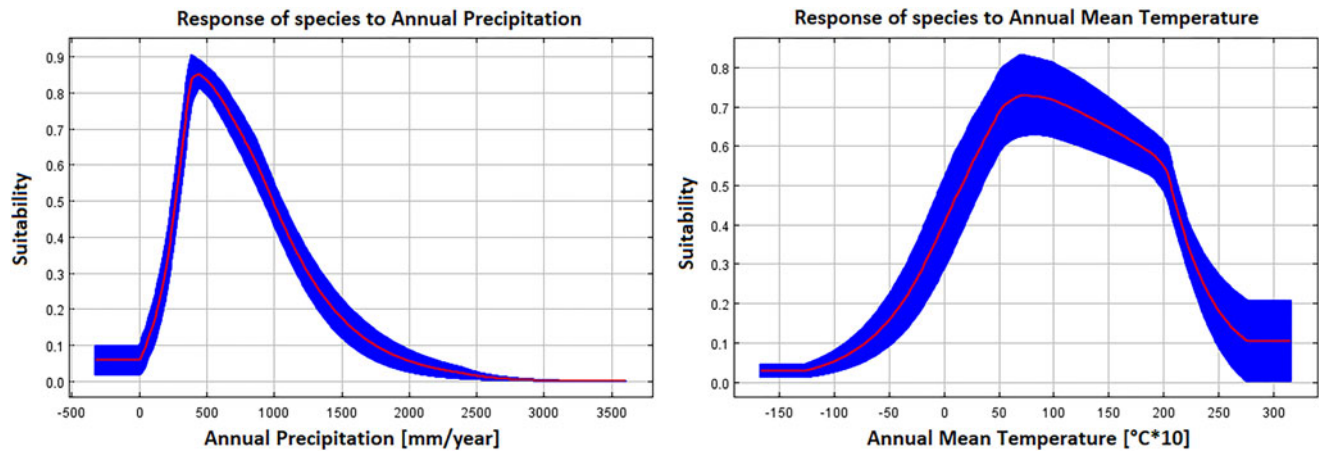 Response of species to Annual Precipitation
0.9
0.8
0.7
0.6
0.5
0.4
0.3
0.2
0.1
0.0
Suitability
-500 0 500 1000 1500 2000 2500 3000 3500
Annual Precipitation [mm/year]
Response of species to Annual Mean Temperature
0.8
0.7
0.6
0.5
0.4
0.3
0.2
0.1
0.0
Suitability
-150 -100 -50 0 50 100 150 200 250 300
Annual Mean Temperature [°C*10]